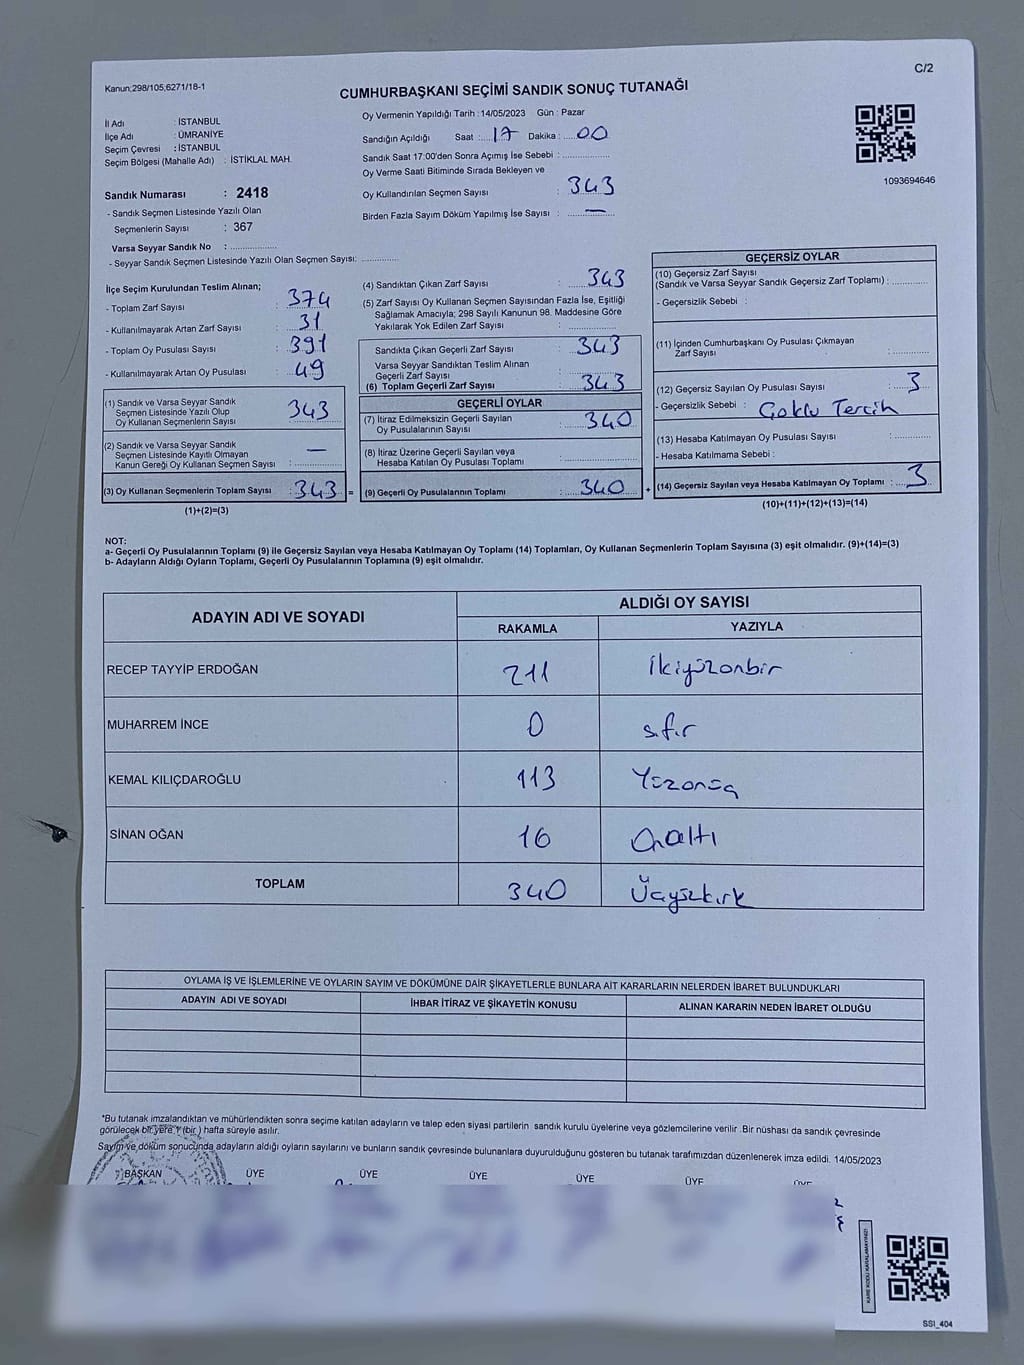 C/2
Kanun;298/105,6271/18-1
CUMHURBAŞKANI SEÇİMİ SANDIK SONUÇ TUTANAĞI
İl Adı : İSTANBUL
İlçe Adı : ÜMRANİYE
Seçim Çevresi : İSTANBUL
Seçim Bölgesi (Mahalle Adı) : İSTİKLAL MAH.
Sandık Numarası : 2418
- Sandık Seçmen Listesinde Yazılı Olan
Seçmenlerin Sayısı : 367
Varsa Seyyar Sandık No : ..................
- Seyyar Sandık Seçmen Listesinde Yazılı Olan Seçmen Sayısı: ..............
Oy Vermenin Yapıldığı Tarih : 14/05/2023 Gün : Pazar
Sandığın Açıldığı Saat :.... 17 Dakika :.... 00
Sandık Saat 17:00'den Sonra Açılmış İse Sebebi : ..................
Oy Verme Saati Bitiminde Sırada Bekleyen ve
Oy Kullandırılan Seçmen Sayısı : 343
Birden Fazla Sayım Döküm Yapılmış İse Sayısı : —
1093694646
İlçe Seçim Kurulundan Teslim Alınan;
- Toplam Zarf Sayısı : 374
- Kullanılmayarak Artan Zarf Sayısı : 31
- Toplam Oy Pusulası Sayısı : 391
- Kullanılmayarak Artan Oy Pusulası : 49
(1) Sandık ve Varsa Seyyar Sandık
Seçmen Listesinde Yazılı Olup
Oy Kullanan Seçmenlerin Sayısı : 343
(2) Sandık ve Varsa Seyyar Sandık
Seçmen Listesinde Kayıtlı Olmayan
Kanun Gereği Oy Kullanan Seçmen Sayısı : —
(3) Oy Kullanan Seçmenlerin Toplam Sayısı : 343 =
(1)+(2)=(3)
(4) Sandıktan Çıkan Zarf Sayısı : 343
(5) Zarf Sayısı Oy Kullanan Seçmen Sayısından Fazla İse, Eşitliği
Sağlamak Amacıyla; 298 Sayılı Kanunun 98. Maddesine Göre
Yakılarak Yok Edilen Zarf Sayısı : ..............
Sandıkta Çıkan Geçerli Zarf Sayısı : 343
Varsa Seyyar Sandıktan Teslim Alınan
Geçerli Zarf Sayısı :
(6) Toplam Geçerli Zarf Sayısı : 343
GEÇERLİ OYLAR
(7) İtiraz Edilmeksizin Geçerli Sayılan
Oy Pusulalarının Sayısı : 340
(8) İtiraz Üzerine Geçerli Sayılan veya
Hesaba Katılan Oy Pusulası Toplamı : ..............
(9) Geçerli Oy Pusulalarının Toplamı : 340 +
GEÇERSİZ OYLAR
(10) Geçersiz Zarf Sayısı
(Sandık ve Varsa Seyyar Sandık Geçersiz Zarf Toplamı) : ............
- Geçersizlik Sebebi :
(11) İçinden Cumhurbaşkanı Oy Pusulası Çıkmayan
Zarf Sayısı : ............
(12) Geçersiz Sayılan Oy Pusulası Sayısı : 3
- Geçersizlik Sebebi : Çoklu Tercih
(13) Hesaba Katılmayan Oy Pusulası Sayısı : ............
- Hesaba Katılmama Sebebi :
(14) Geçersiz Sayılan veya Hesaba Katılmayan Oy Toplamı : 3
(10)+(11)+(12)+(13)=(14)
NOT:
a- Geçerli Oy Pusulalarının Toplamı (9) ile Geçersiz Sayılan veya Hesaba Katılmayan Oy Toplamı (14) Toplamları, Oy Kullanan Seçmenlerin Toplam Sayısına (3) eşit olmalıdır. (9)+(14)=(3)
b- Adayların Aldığı Oyların Toplamı, Geçerli Oy Pusulalarının Toplamına (9) eşit olmalıdır.
ADAYIN ADI VE SOYADI ALDIĞI OY SAYISI
RAKAMLA YAZIYLA
RECEP TAYYİP ERDOĞAN 211 İkiyüzonbir
MUHARREM İNCE 0 sıfır
KEMAL KILIÇDAROĞLU 113 Yüzonüç
SİNAN OĞAN 16 Onaltı
TOPLAM 340 Üçyüzkırk
OYLAMA İŞ VE İŞLEMLERİNE VE OYLARIN SAYIM VE DÖKÜMÜNE DAİR ŞİKAYETLERLE BUNLARA AİT KARARLARIN NELERDEN İBARET BULUNDUKLARI
ADAYIN ADI VE SOYADI İHBAR İTİRAZ VE ŞİKAYETİN KONUSU ALINAN KARARIN NEDEN İBARET OLDUĞU
*Bu tutanak imzalandıktan ve mühürlendikten sonra seçime katılan adayların ve talep eden siyasi partilerin sandık kurulu üyelerine veya gözlemcilerine verilir. Bir nüshası da sandık çevresinde
görülecek bir yere 1 (bir) hafta süreyle asılır.
Sayım ve döküm sonucunda adayların aldığı oyların sayılarını ve bunların sandık çevresinde bulunanlara duyurulduğunu gösteren bu tutanak tarafımızdan düzenlenerek imza edildi. 14/05/2023
BAŞKAN ÜYE ÜYE ÜYE ÜYE ÜYE ÜYE
SSI_404